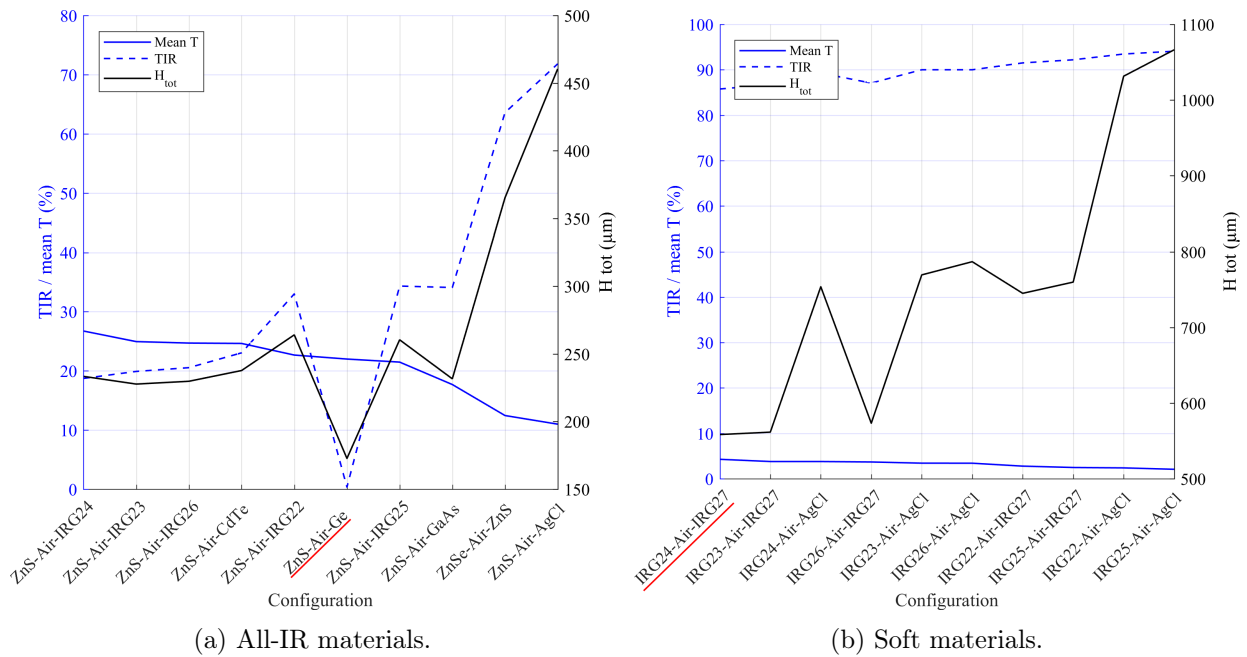 80
70
60
50
40
30
20
10
0
TIR / mean T (%)
Mean T
TIR
H_tot
500
450
400
350
300
250
200
150
H tot (μm)
ZnS-Air-IRG24
ZnS-Air-IRG23
ZnS-Air-IRG26
ZnS-Air-CdTe
ZnS-Air-IRG22
ZnS-Air-Ge
ZnS-Air-IRG25
ZnS-Air-GaAs
ZnSe-Air-ZnS
ZnS-Air-AgCl
Configuration
(a) All-IR materials.
100
90
80
70
60
50
40
30
20
10
0
TIR / mean T (%)
Mean T
TIR
H_tot
1100
1000
900
800
700
600
500
H tot (μm)
IRG24-Air-IRG27
IRG23-Air-IRG27
IRG24-Air-AgCl
IRG26-Air-IRG27
IRG23-Air-AgCl
IRG26-Air-AgCl
IRG22-Air-IRG27
IRG25-Air-IRG27
IRG22-Air-AgCl
IRG25-Air-AgCl
Configuration
(b) Soft materials.